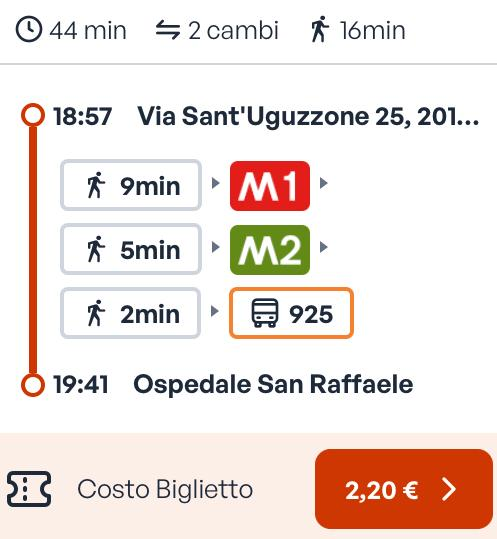 44 min 2 cambi 16min
18:57 Via Sant'Uguzzone 25, 201...
9min M1
5min M2
2min 925
19:41 Ospedale San Raffaele
Costo Biglietto 2,20 €